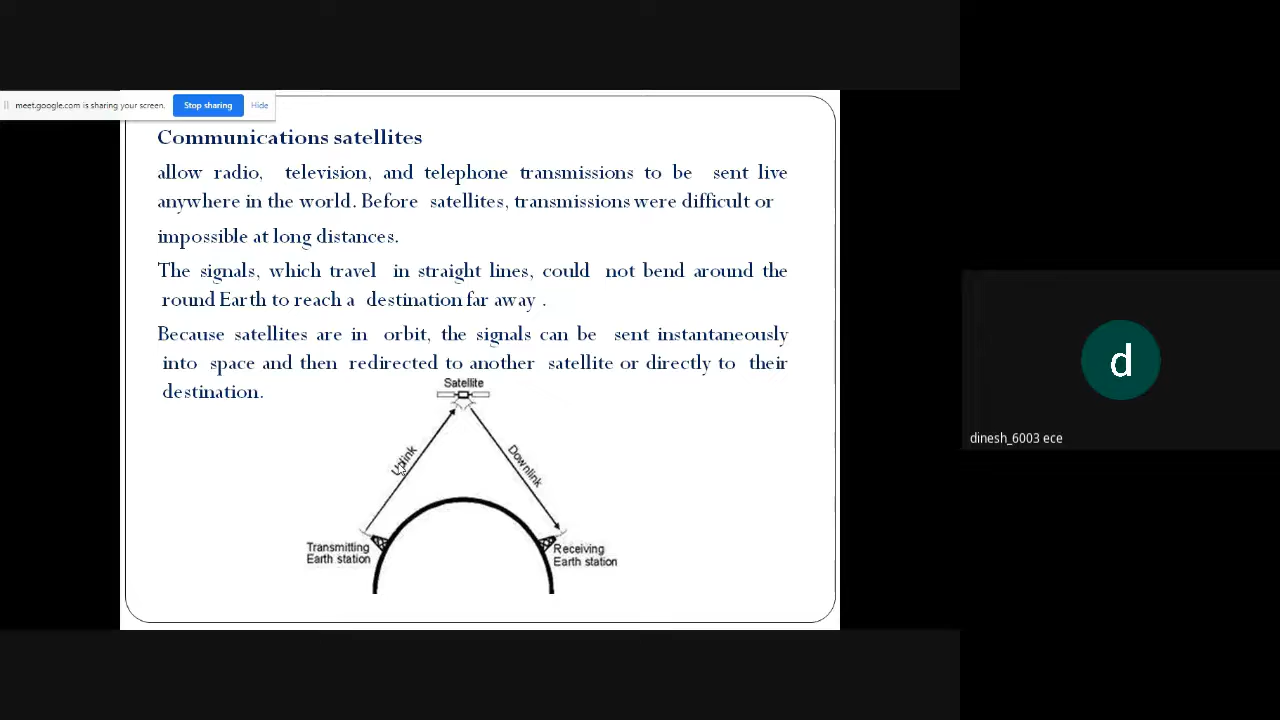 meet.google.com is sharing your screen. Stop sharing Hide
Communications satellites
allow radio, television, and telephone transmissions to be sent live
anywhere in the world. Before satellites, transmissions were difficult or
impossible at long distances.
The signals, which travel in straight lines, could not bend around the
round Earth to reach a destination far away .
Because satellites are in orbit, the signals can be sent instantaneously
into space and then redirected to another satellite or directly to their
destination.
Satellite
Uplink
Downlink
Transmitting
Earth station
Receiving
Earth station
d
dinesh_6003 ece